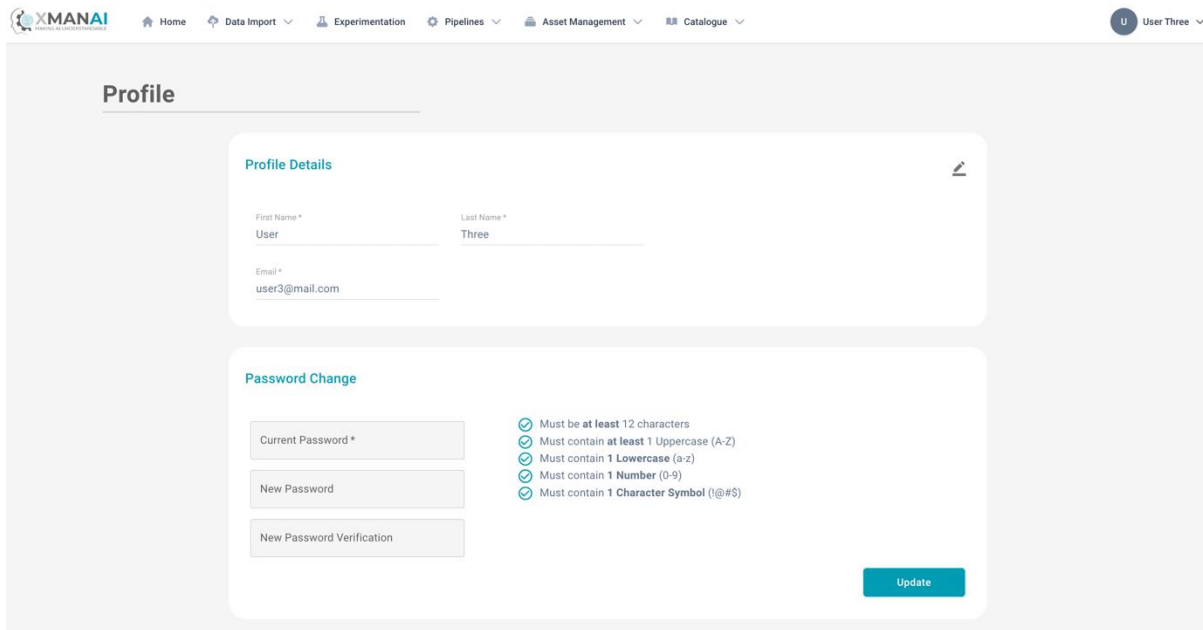 XMANAI
MAKING AI UNDERSTANDABLE
Home Data Import Experimentation Pipelines Asset Management Catalogue U User Three
Profile
Profile Details
First Name * Last Name *
User Three
Email *
user3@mail.com
Password Change
Current Password *
New Password
New Password Verification
Must be at least 12 characters
Must contain at least 1 Uppercase (A-Z)
Must contain 1 Lowercase (a-z)
Must contain 1 Number (0-9)
Must contain 1 Character Symbol (!@#$)
Update